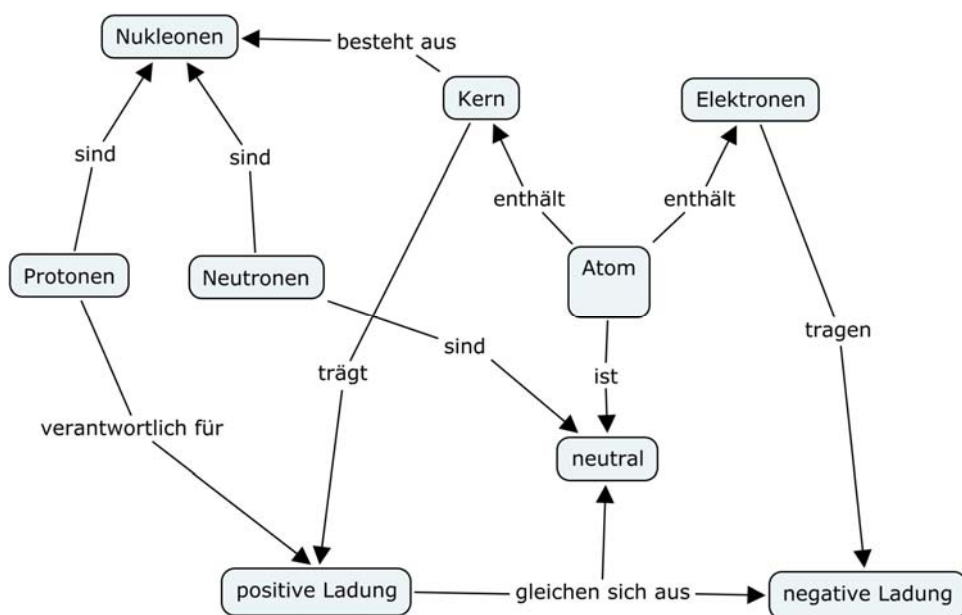 Nukleonen
besteht aus
Kern
Elektronen
sind
sind
enthält
enthält
Protonen
Neutronen
Atom
sind
tragen
trägt
ist
verantwortlich für
neutral
positive Ladung
gleichen sich aus
negative Ladung